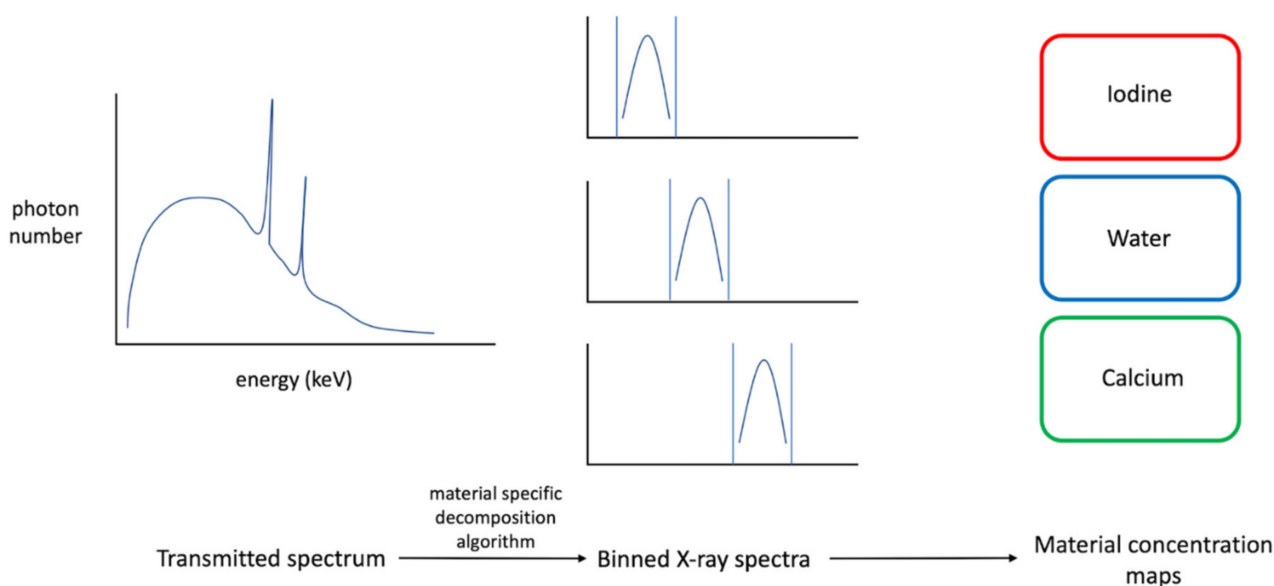 photon
number
energy (keV)
Iodine
Water
Calcium
Transmitted spectrum
material specific
decomposition
algorithm
Binned X-ray spectra
Material concentration
maps